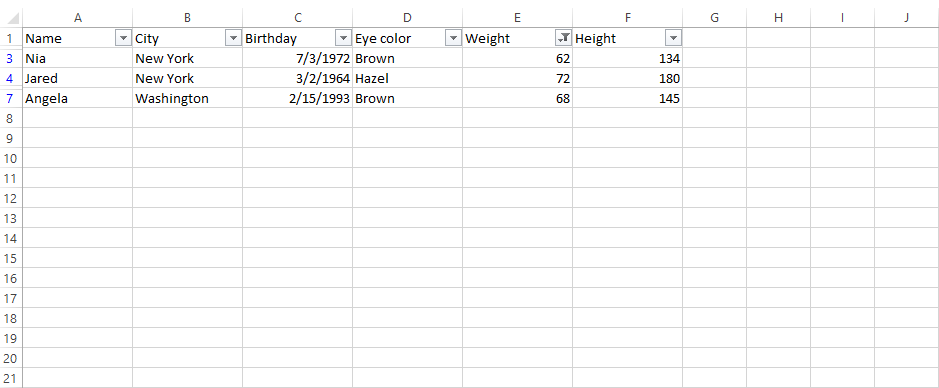 A B C D E F G H I J
1 Name City Birthday Eye color Weight Height
3 Nia New York 7/3/1972 Brown 62 134
4 Jared New York 3/2/1964 Hazel 72 180
7 Angela Washington 2/15/1993 Brown 68 145
8
9
10
11
12
13
14
15
16
17
18
19
20
21